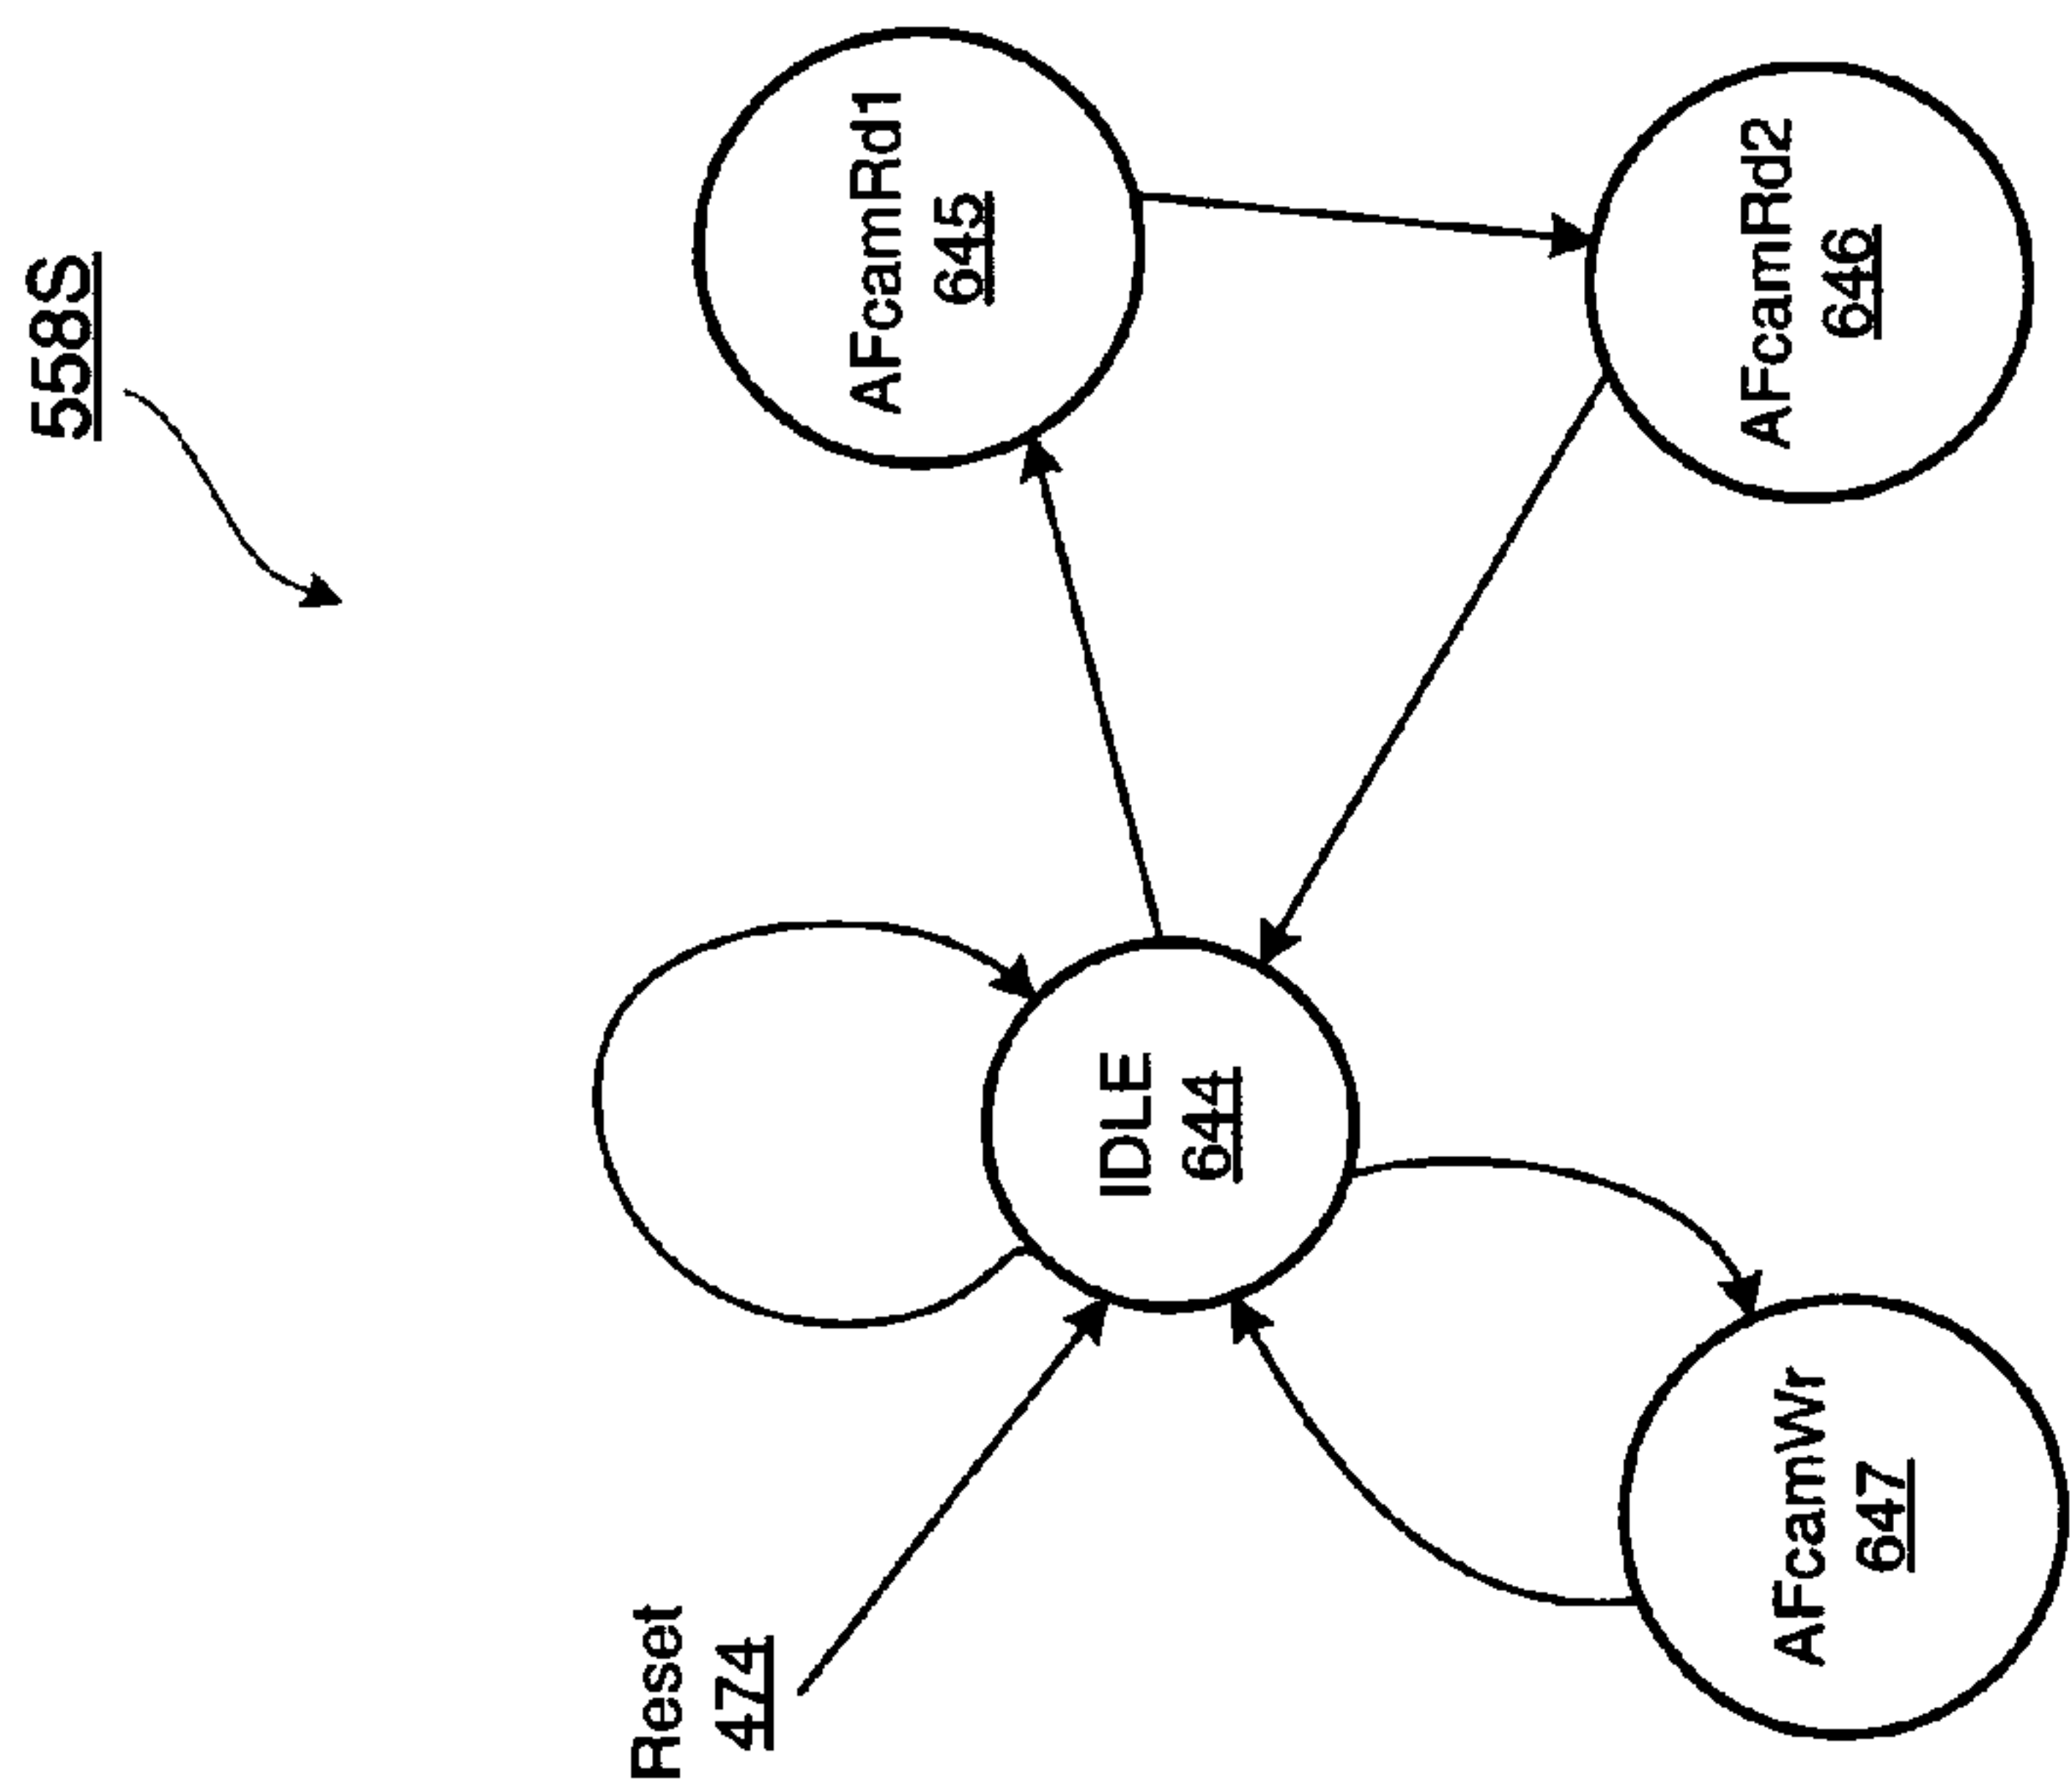 558S
AFcamRd1
645
AFcamRd2
646
IDLE
644
Reset
474
AFcamWr
647